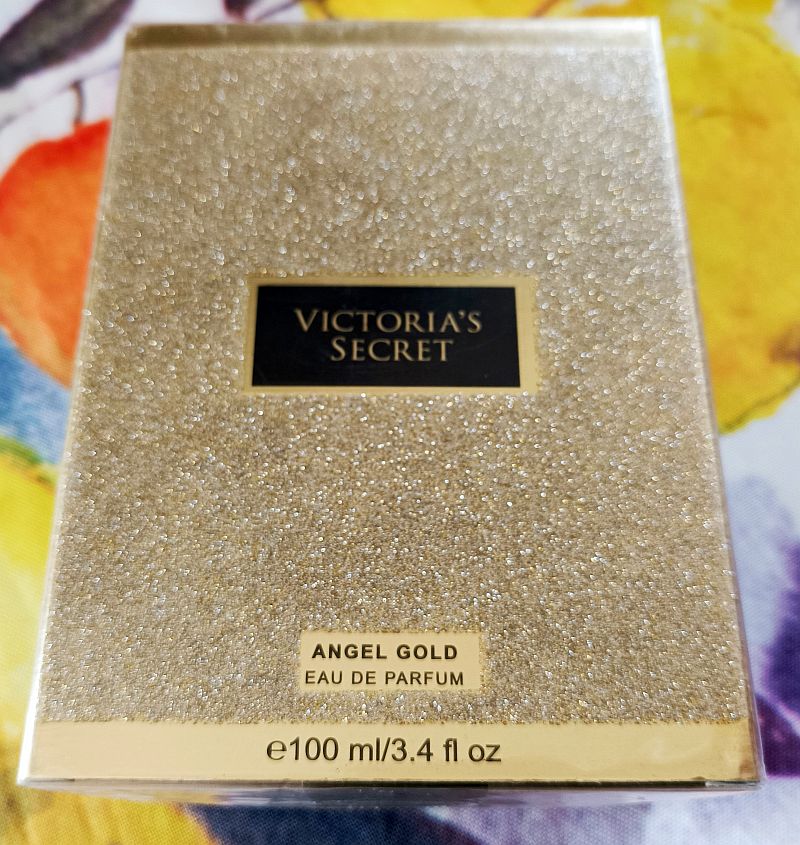 VICTORIA'S
SECRET
ANGEL GOLD
EAU DE PARFUM
℮100 ml/3.4 fl oz